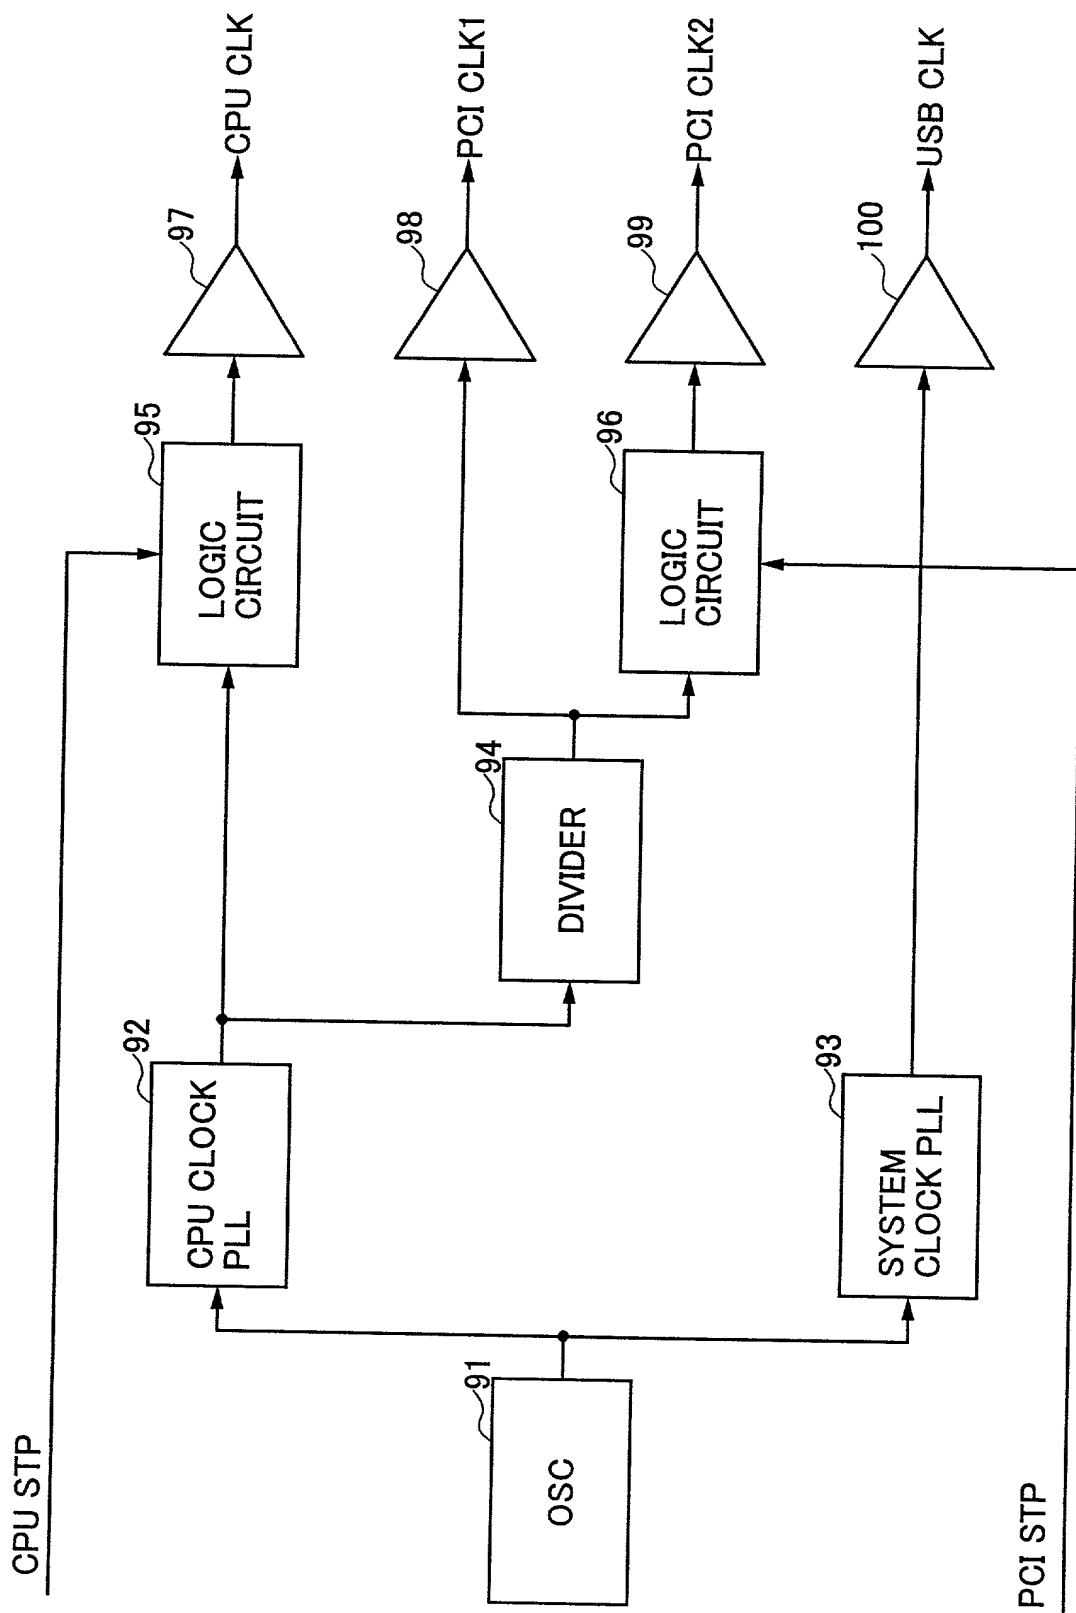 CPU STP
92
CPU CLOCK
PLL
95
LOGIC
CIRCUIT
97
CPU CLK
91
OSC
94
DIVIDER
98
PCI CLK1
96
LOGIC
CIRCUIT
99
PCI CLK2
93
SYSTEM
CLOCK PLL
100
USB CLK
PCI STP